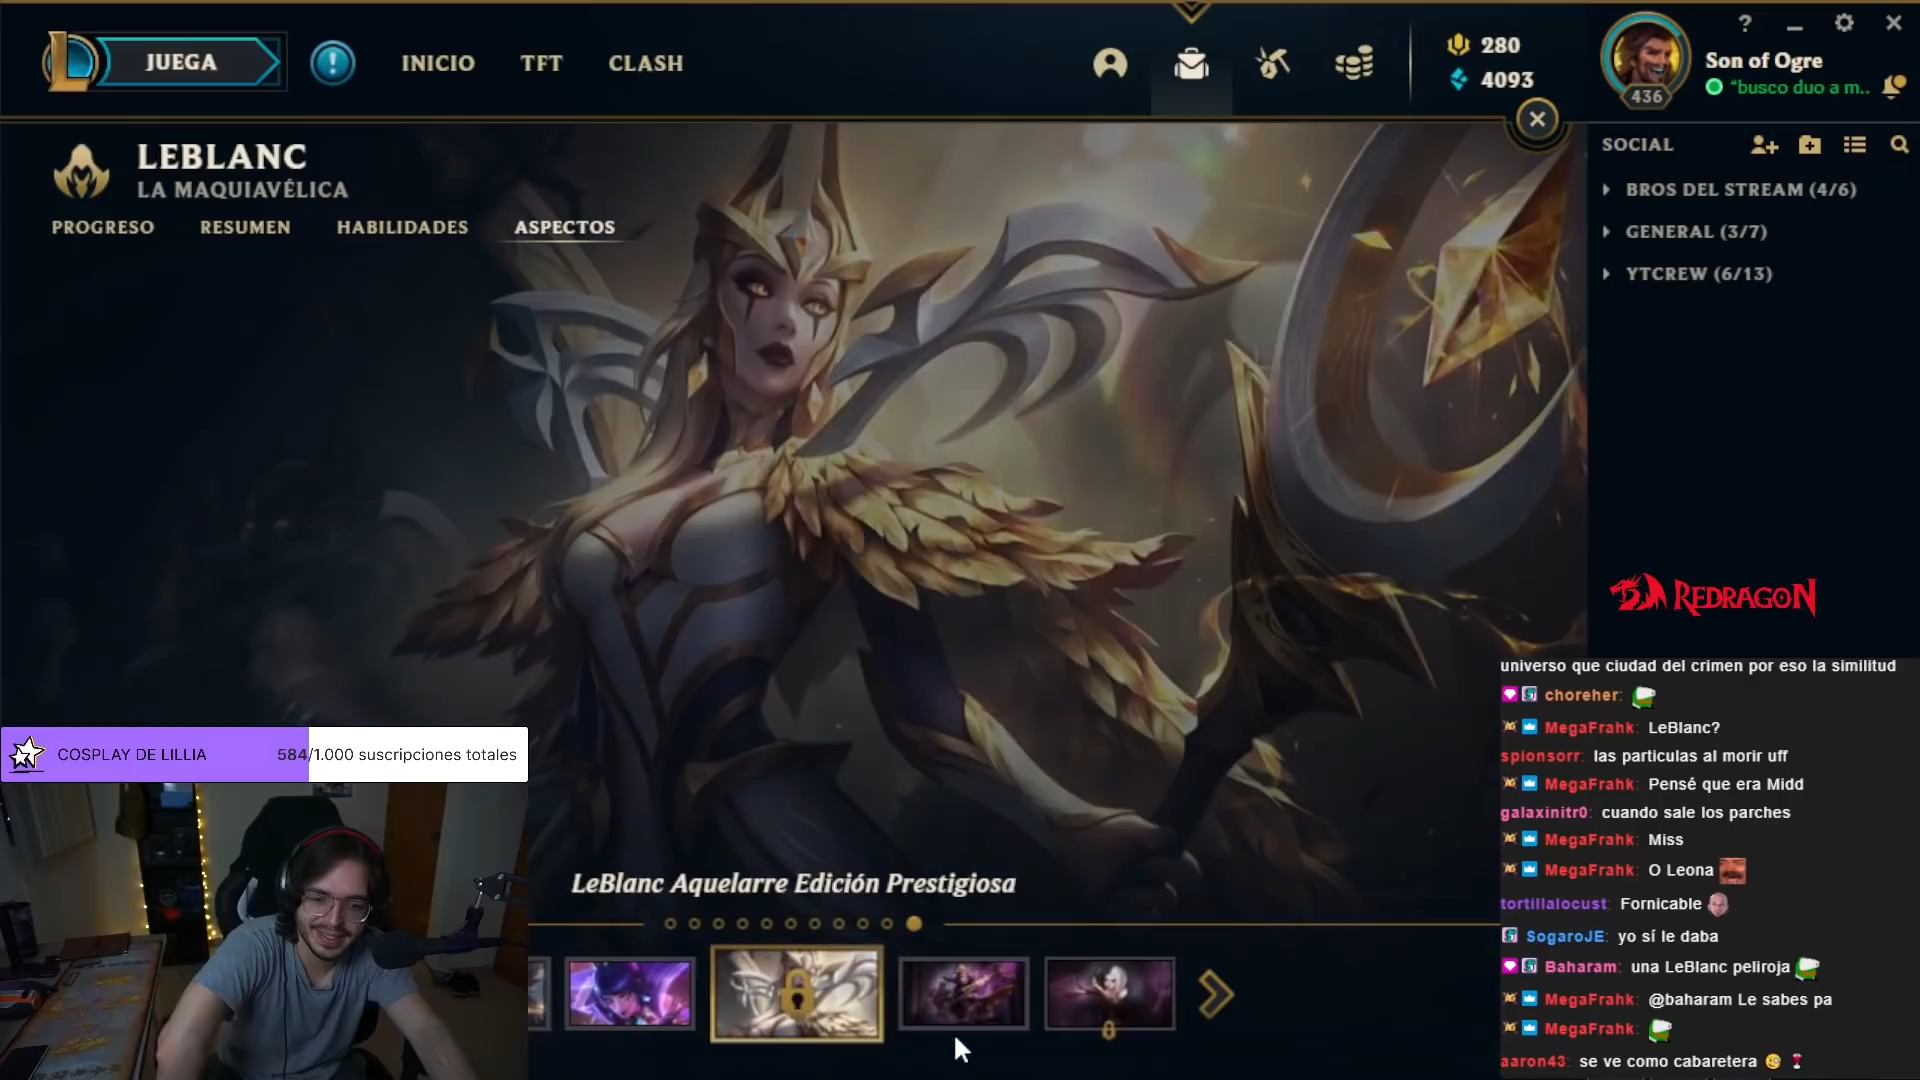 JUEGA
INICIO
TFT
CLASH
280
4093
436
Son of Ogre
"busco duo a m..
LEBLANC
LA MAQUIAVÉLICA
PROGRESO
RESUMEN
HABILIDADES
ASPECTOS
SOCIAL
BROS DEL STREAM (4/6)
GENERAL (3/7)
YTCREW (6/13)
REDRAGON
universo que ciudad del crimen por eso la similitud
choreher:
MegaFrahk: LeBlanc?
spionsorr: las particulas al morir uff
MegaFrahk: Pensé que era Midd
galaxinitr0: cuando sale los parches
MegaFrahk: Miss
MegaFrahk: O Leona
tortillalocust: Fornicable
SogaroJE: yo sí le daba
Baharam: una LeBlanc peliroja
MegaFrahk: @baharam Le sabes pa
MegaFrahk:
aaron43: se ve como cabaretera
COSPLAY DE LILLIA
584/1.000 suscripciones totales
LeBlanc Aquelarre Edición Prestigiosa